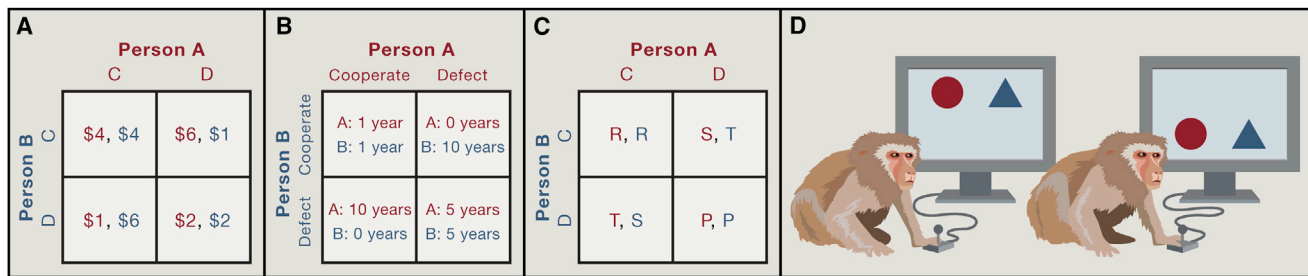 A
Person A
C D
Person B
C
$4, $4 $6, $1
D
$1, $6 $2, $2
B
Person A
Cooperate Defect
Person B
Cooperate
A: 1 year A: 0 years
B: 1 year B: 10 years
Defect
A: 10 years A: 5 years
B: 0 years B: 5 years
C
Person A
C D
Person B
C
R, R S, T
D
T, S P, P
D